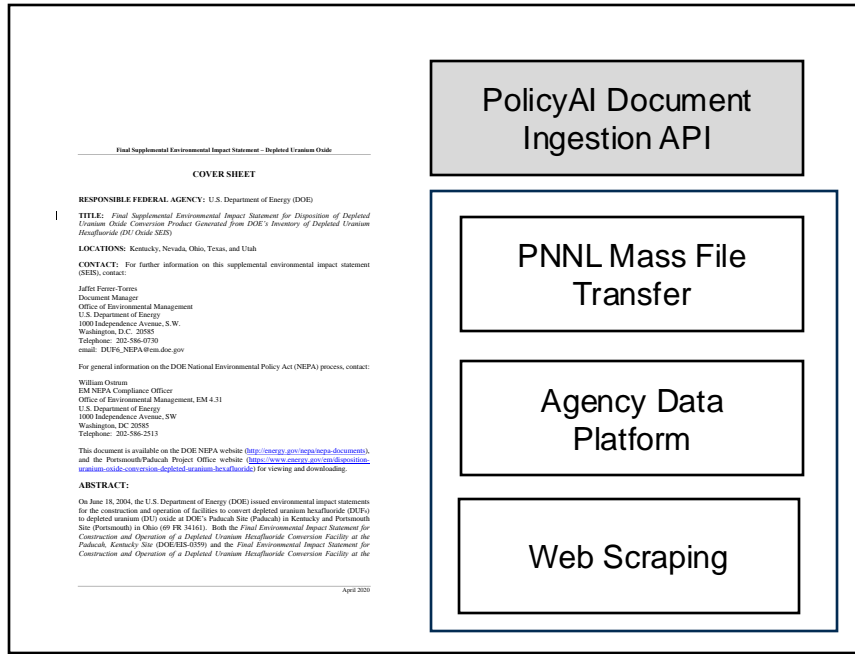 Final Supplemental Environmental Impact Statement – Depleted Uranium Oxide
COVER SHEET
RESPONSIBLE FEDERAL AGENCY: U.S. Department of Energy (DOE)
TITLE: Final Supplemental Environmental Impact Statement for Disposition of Depleted
Uranium Oxide Conversion Product Generated from DOE's Inventory of Depleted Uranium
Hexafluoride (DU Oxide SEIS)
LOCATIONS: Kentucky, Nevada, Ohio, Texas, and Utah
CONTACT: For further information on this supplemental environmental impact statement
(SEIS), contact:
Jaffet Ferrer-Torres
Document Manager
Office of Environmental Management
U.S. Department of Energy
1000 Independence Avenue, S.W.
Washington, D.C. 20585
Telephone: 202-586-0730
email: DUF6_NEPA@em.doe.gov
For general information on the DOE National Environmental Policy Act (NEPA) process, contact:
William Ostrum
EM NEPA Compliance Officer
Office of Environmental Management, EM 4.31
U.S. Department of Energy
1000 Independence Avenue, SW
Washington, DC 20585
Telephone: 202-586-2513
This document is available on the DOE NEPA website (http://energy.gov/nepa/nepa-documents),
and the Portsmouth/Paducah Project Office website (https://www.energy.gov/em/disposition-
uranium-oxide-conversion-depleted-uranium-hexafluoride) for viewing and downloading.
ABSTRACT:
On June 18, 2004, the U.S. Department of Energy (DOE) issued environmental impact statements
for the construction and operation of facilities to convert depleted uranium hexafluoride (DUF6)
to depleted uranium (DU) oxide at DOE's Paducah Site (Paducah) in Kentucky and Portsmouth
Site (Portsmouth) in Ohio (69 FR 34161). Both the Final Environmental Impact Statement for
Construction and Operation of a Depleted Uranium Hexafluoride Conversion Facility at the
Paducah, Kentucky Site (DOE/EIS-0359) and the Final Environmental Impact Statement for
Construction and Operation of a Depleted Uranium Hexafluoride Conversion Facility at the
April 2020
PolicyAI Document
Ingestion API
PNNL Mass File
Transfer
Agency Data
Platform
Web Scraping